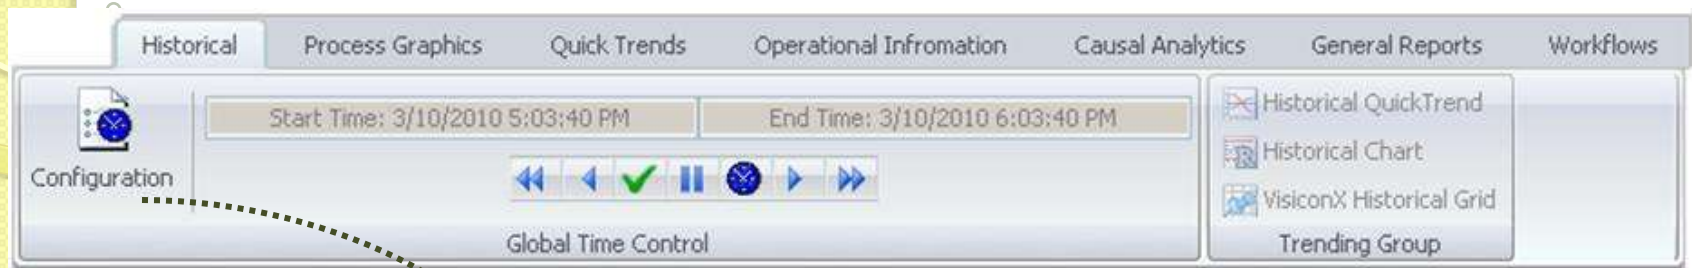 Historical Process Graphics Quick Trends Operational Infromation Causal Analytics General Reports Workflows
Start Time: 3/10/2010 5:03:40 PM End Time: 3/10/2010 6:03:40 PM
Configuration
Global Time Control
Historical QuickTrend
Historical Chart
VisiconX Historical Grid
Trending Group